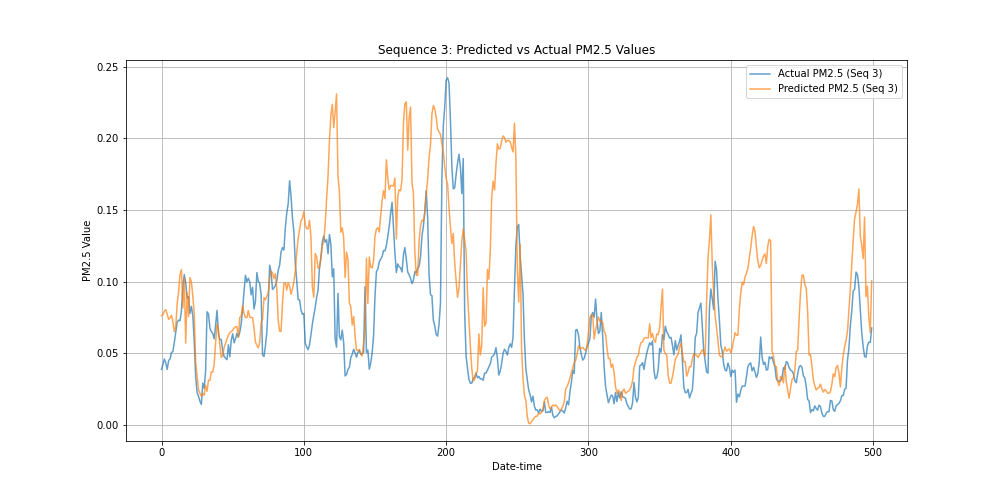 Sequence 3: Predicted vs Actual PM2.5 Values
Actual PM2.5 (Seq 3)
Predicted PM2.5 (Seq 3)
0.25
0.20
0.15
0.10
0.05
0.00
PM2.5 Value
0 100 200 300 400 500
Date-time